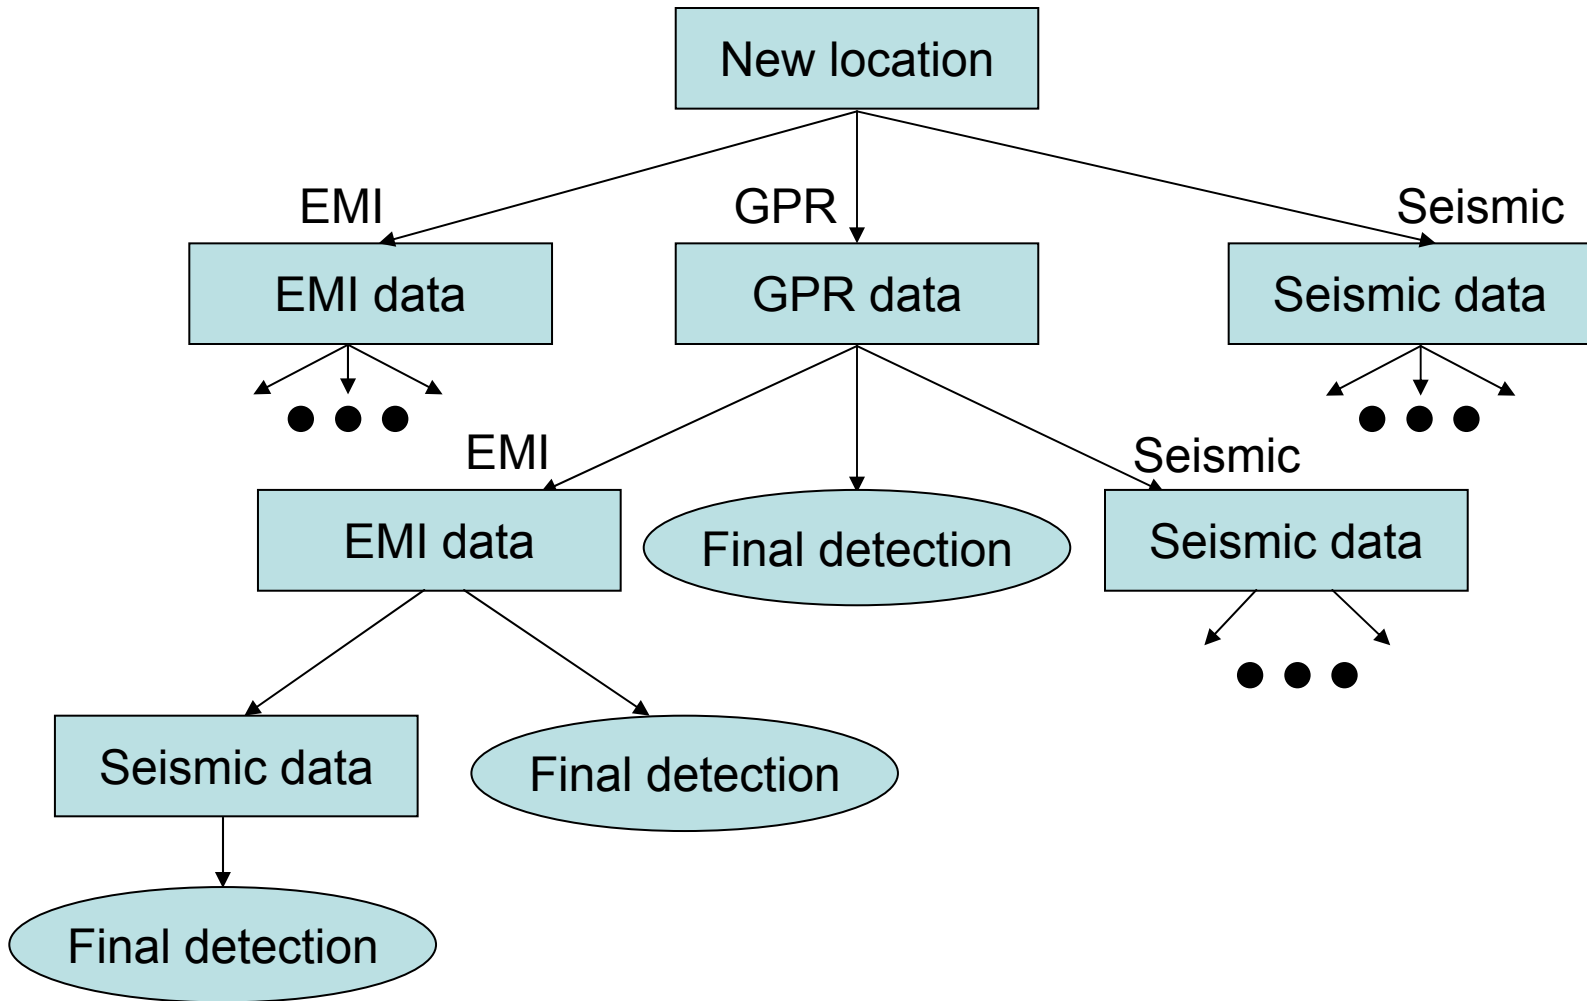 New location
EMI
GPR
Seismic
EMI data
GPR data
Seismic data
EMI
Seismic
EMI data
Final detection
Seismic data
Seismic data
Final detection
Final detection